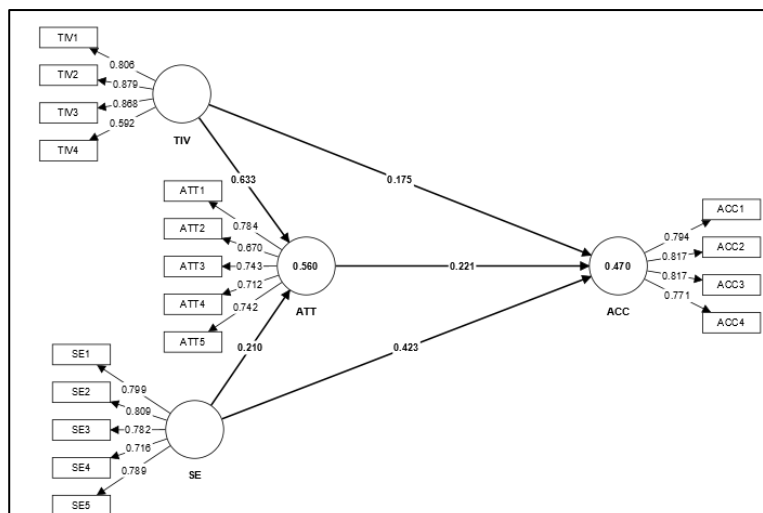 TIV1
0.806
TIV2
0.879
TIV3
0.868
TIV4
0.592
TIV
0.633
0.175
ATT1
0.784
ATT2
0.670
ATT3
0.743
ATT4
0.712
ATT5
0.742
0.560
ATT
0.221
0.470
ACC
ACC1
0.794
ACC2
0.817
ACC3
0.817
ACC4
0.771
0.210
0.423
SE1
0.799
SE2
0.809
SE3
0.782
SE4
0.716
SE5
0.789
SE